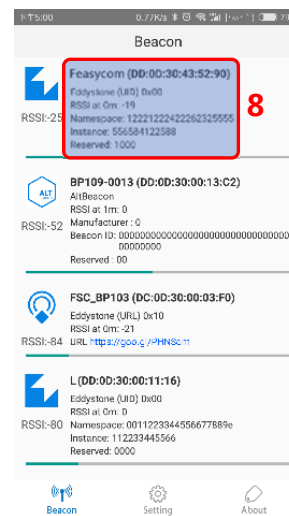 下午5:00 0.77K/s
Beacon
Feasycom (DD:0D:30:43:52:90)
Eddystone (UID) 0x00
RSSI at 0m: -19
RSSI:-25
Namespace: 12221222422262325555
Instance: 556584122588
Reserved: 1000
8
BP109-0013 (DD:0D:30:00:13:C2)
ALT
AltBeacon
RSSI at 1m: 0
RSSI:-52
Manufacturer : 0
Beacon ID: 00000000000000000000000000000000
00000000
Reserved : 00
FSC_BP103 (DC:0D:30:00:03:F0)
Eddystone (URL) 0x10
RSSI at 0m: -21
RSSI:-84
URL https://goo.gl/PHNSdm
L (DD:0D:30:00:11:16)
Eddystone (UID) 0x00
RSSI at 0m: 0
RSSI:-80
Namespace: 0011223344556677889e
Instance: 112233445566
Reserved: 0000
Beacon Setting About